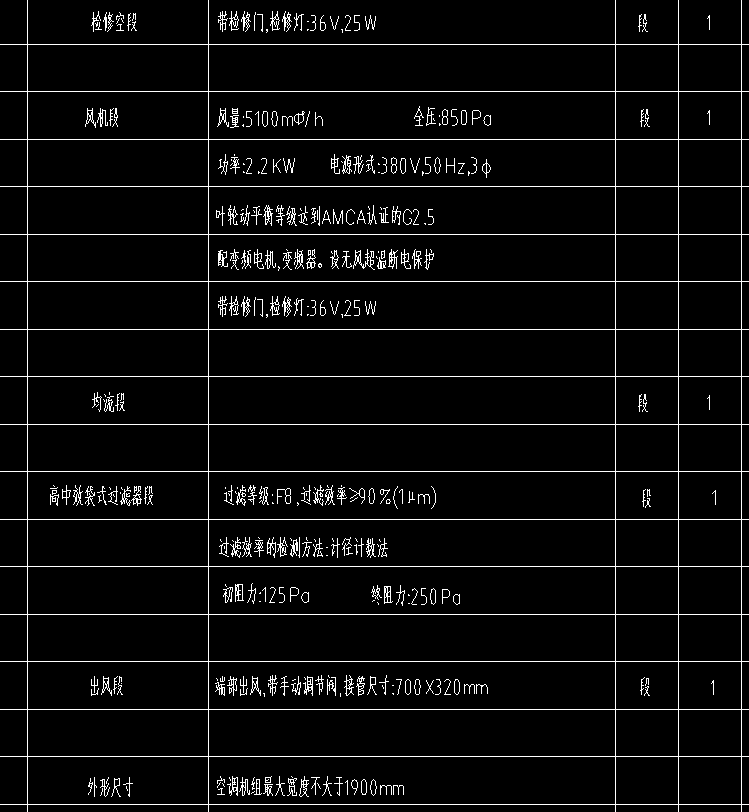 检修空段 带检修门,检修灯:36V,25W 段 1
风机段 风量:5100m³/h 全压:850Pa 段 1
功率:2.2KW 电源形式:380V,50Hz,3φ
叶轮动平衡等级达到AMCA认证的G2.5
配变频电机,变频器。设无风超温断电保护
带检修门,检修灯:36V,25W
均流段 段 1
高中效袋式过滤器段 过滤等级:F8,过滤效率≥90%(1μm) 段 1
过滤效率的检测方法:计径计数法
初阻力:125Pa 终阻力:250Pa
出风段 端部出风,带手动调节阀,接管尺寸:700X320mm 段 1
外形尺寸 空调机组最大宽度不大于1900mm